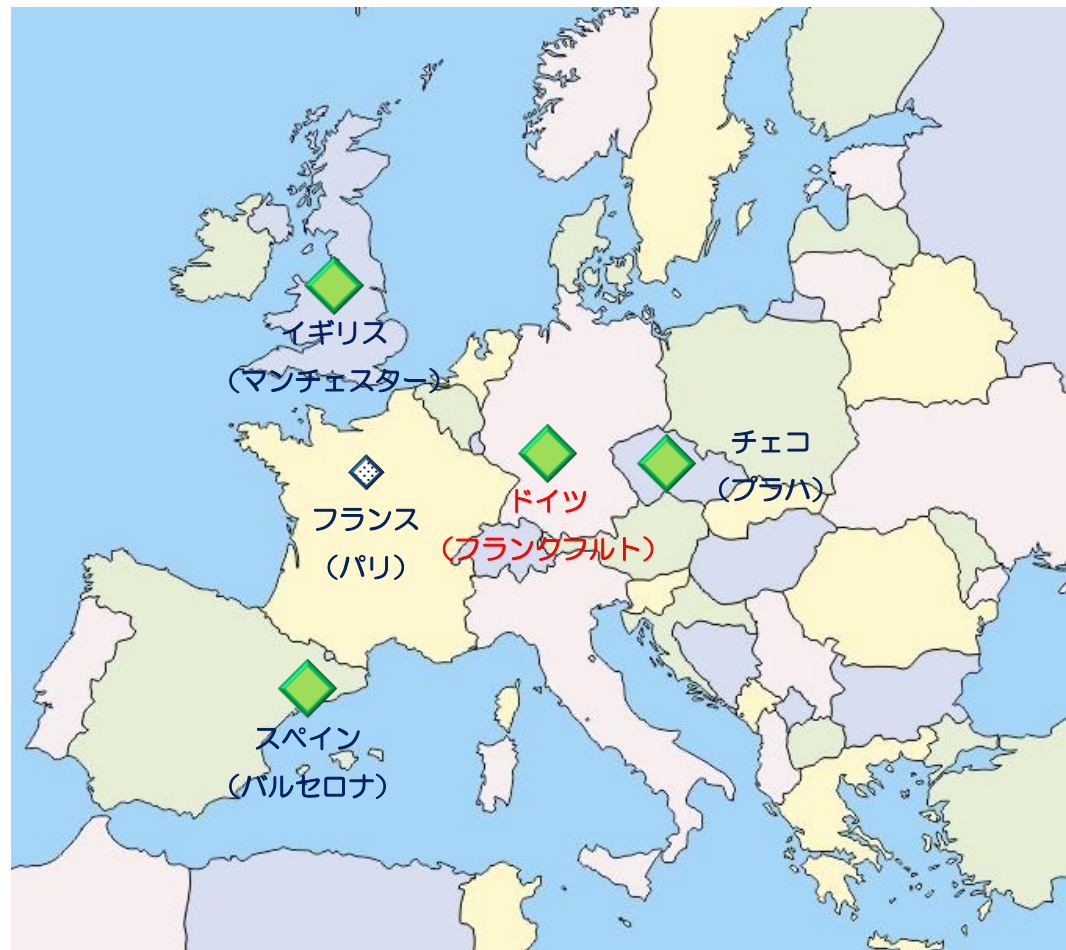 イギリス
（マンチェスター）
チェコ
（プラハ）
ドイツ
（フランクフルト）
フランス
（パリ）
スペイン
（バルセロナ）